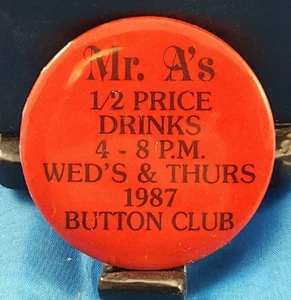 Mr. A's
1/2 PRICE
DRINKS
4 - 8 P.M.
WED'S & THURS
1987
BUTTON CLUB